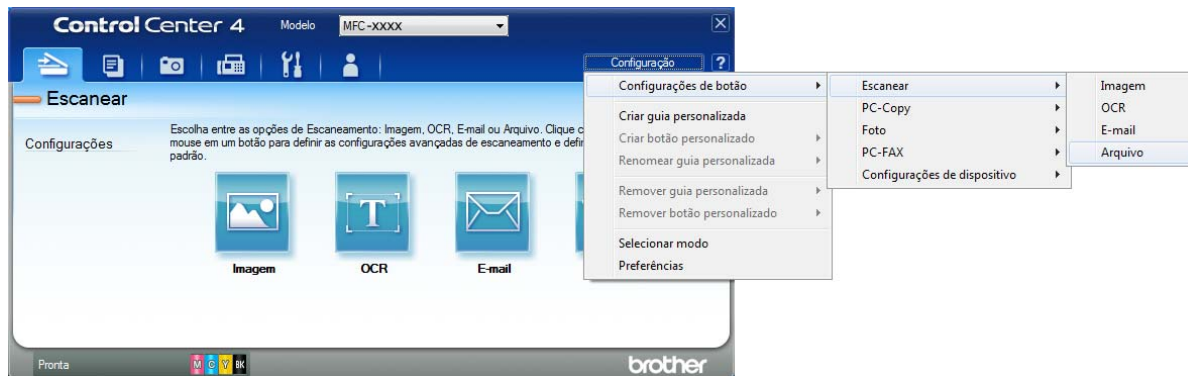 ControlCenter 4
Modelo
MFC-XXXX
Configuração
?
Escanear
Configurações
Escolha entre as opções de Escaneamento: Imagem, OCR, E-mail ou Arquivo. Clique c
mouse em um botão para definir as configurações avançadas de escaneamento e defin
padrão.
T
Imagem
OCR
E-mail
Configurações de botão
Criar guia personalizada
Criar botão personalizado
Renomear guia personalizada
Remover guia personalizada
Remover botão personalizado
Selecionar modo
Preferências
Escanear
PC-Copy
Foto
PC-FAX
Configurações de dispositivo
Imagem
OCR
E-mail
Arquivo
Pronta
M C Y BK
brother